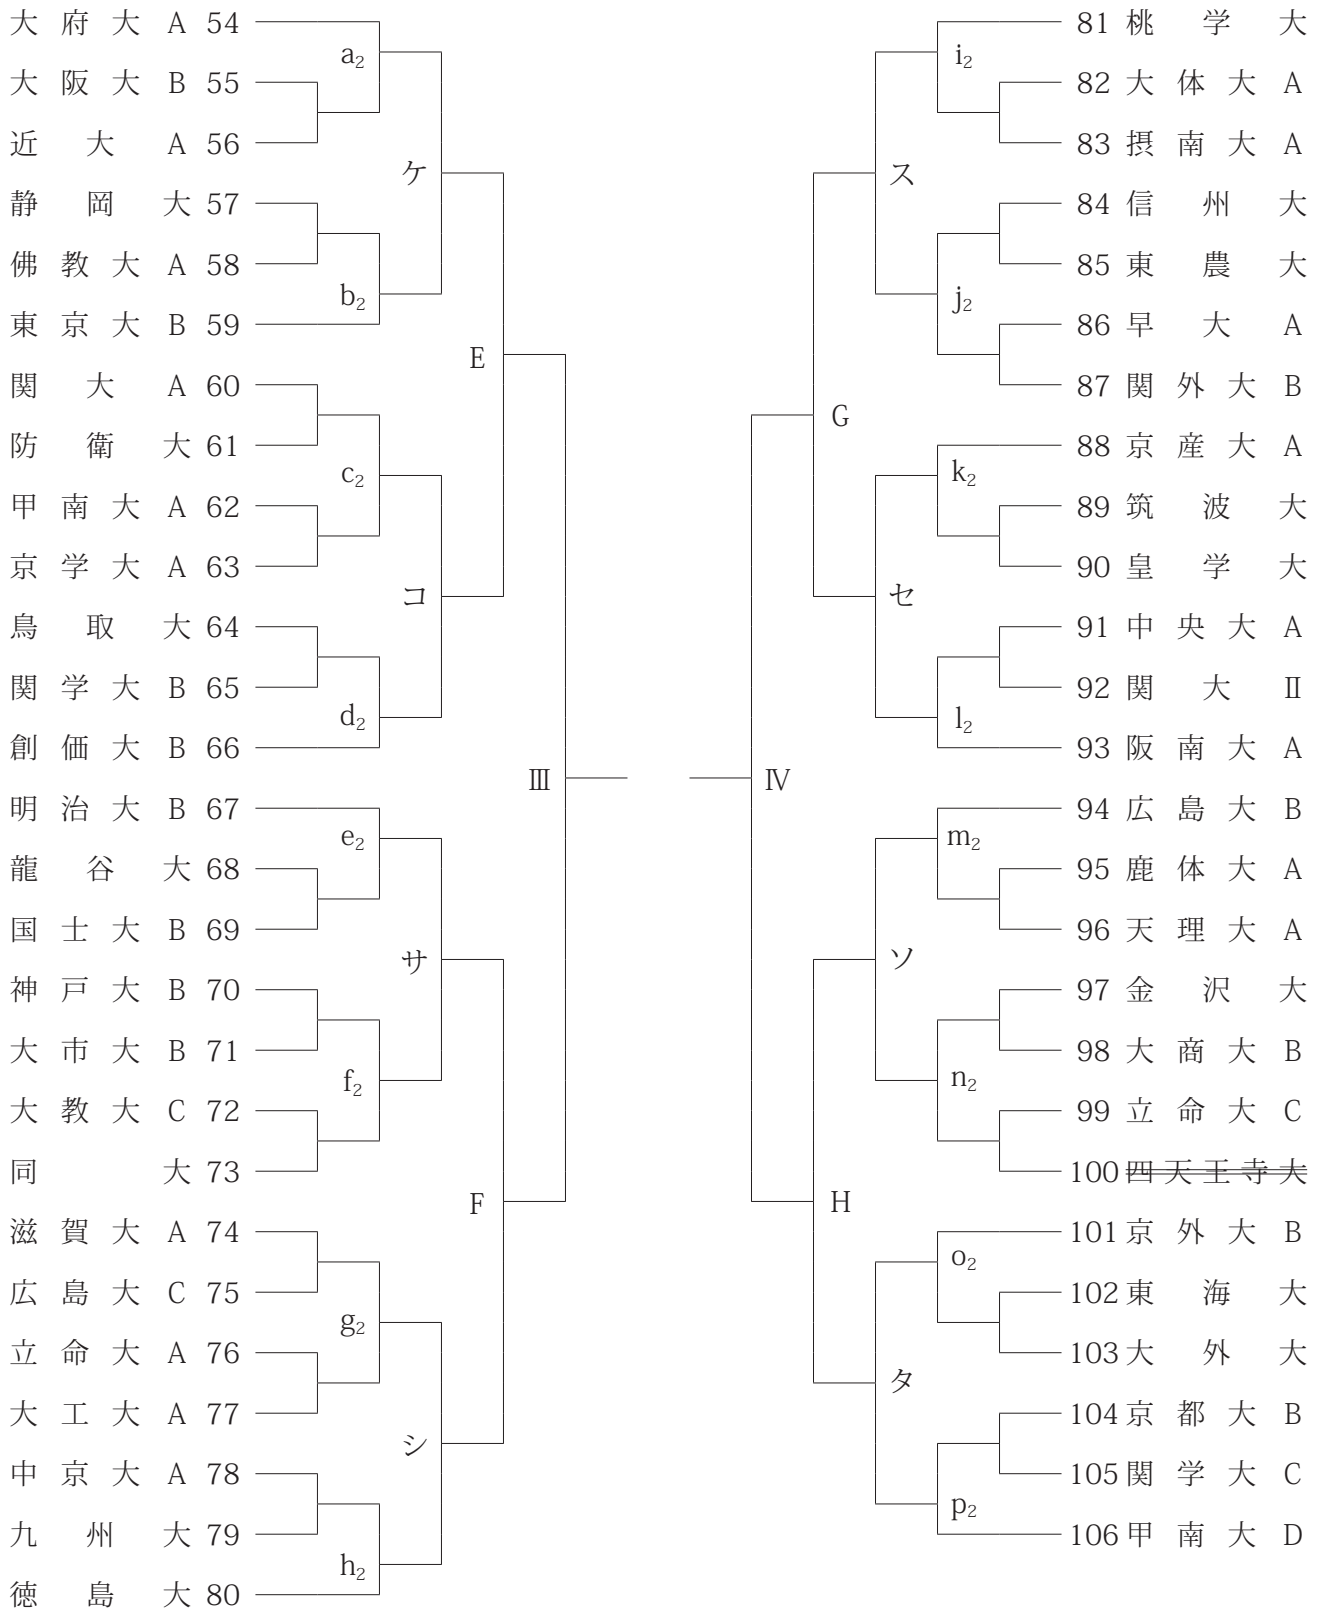 大府大A 54
大阪大B 55
近大A 56
静岡大 57
佛教大A 58
東京大B 59
関大A 60
防衛大 61
甲南大A 62
京学大A 63
鳥取大 64
関学大B 65
創価大B 66
明治大B 67
龍谷大 68
国士大B 69
神戸大B 70
大市大B 71
大教大C 72
同大 73
滋賀大A 74
広島大C 75
立命大A 76
大工大A 77
中京大A 78
九州大 79
徳島大 80
a₂
b₂
c₂
d₂
e₂
f₂
g₂
h₂
ケ
コ
サ
シ
E
F
Ⅲ
Ⅳ
G
H
ス
セ
ソ
タ
i₂
j₂
k₂
l₂
m₂
n₂
o₂
p₂
81 桃学大
82 大体大A
83 摂南大A
84 信州大
85 東農大
86 早大A
87 関外大B
88 京産大A
89 筑波大
90 皇学大
91 中央大A
92 関大Ⅱ
93 阪南大A
94 広島大B
95 鹿体大A
96 天理大A
97 金沢大
98 大商大B
99 立命大C
100 四天王寺大
101 京外大B
102 東海大
103 大外大
104 京都大B
105 関学大C
106 甲南大D